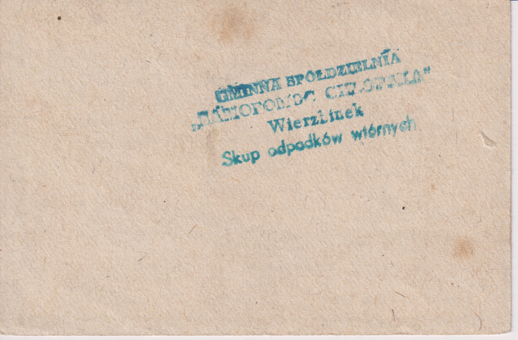 GMINNA SPÓŁDZIELNIA
„SAMOPOMOC CHŁOPSKA”
Wierzbinek
Skup odpadków wtórnych